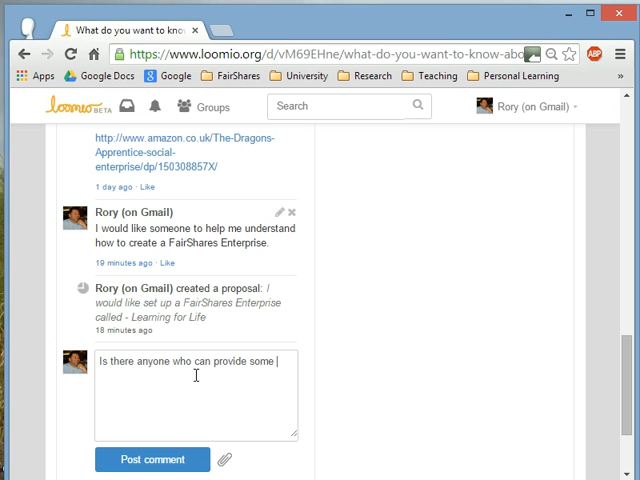 What do you want to kno
https://www.loomio.org/d/vM69EHne/what-do-you-want-to-know-abo
Apps Google Docs Google FairShares University Research Teaching Personal Learning
loomio BETA Groups Search Rory (on Gmail)
http://www.amazon.co.uk/The-Dragons-
Apprentice-social-
enterprise/dp/150308857X/
1 day ago · Like
Rory (on Gmail)
I would like someone to help me understand
how to create a FairShares Enterprise.
19 minutes ago · Like
Rory (on Gmail) created a proposal: I
would like set up a FairShares Enterprise
called - Learning for Life
18 minutes ago
Is there anyone who can provide some
Post comment